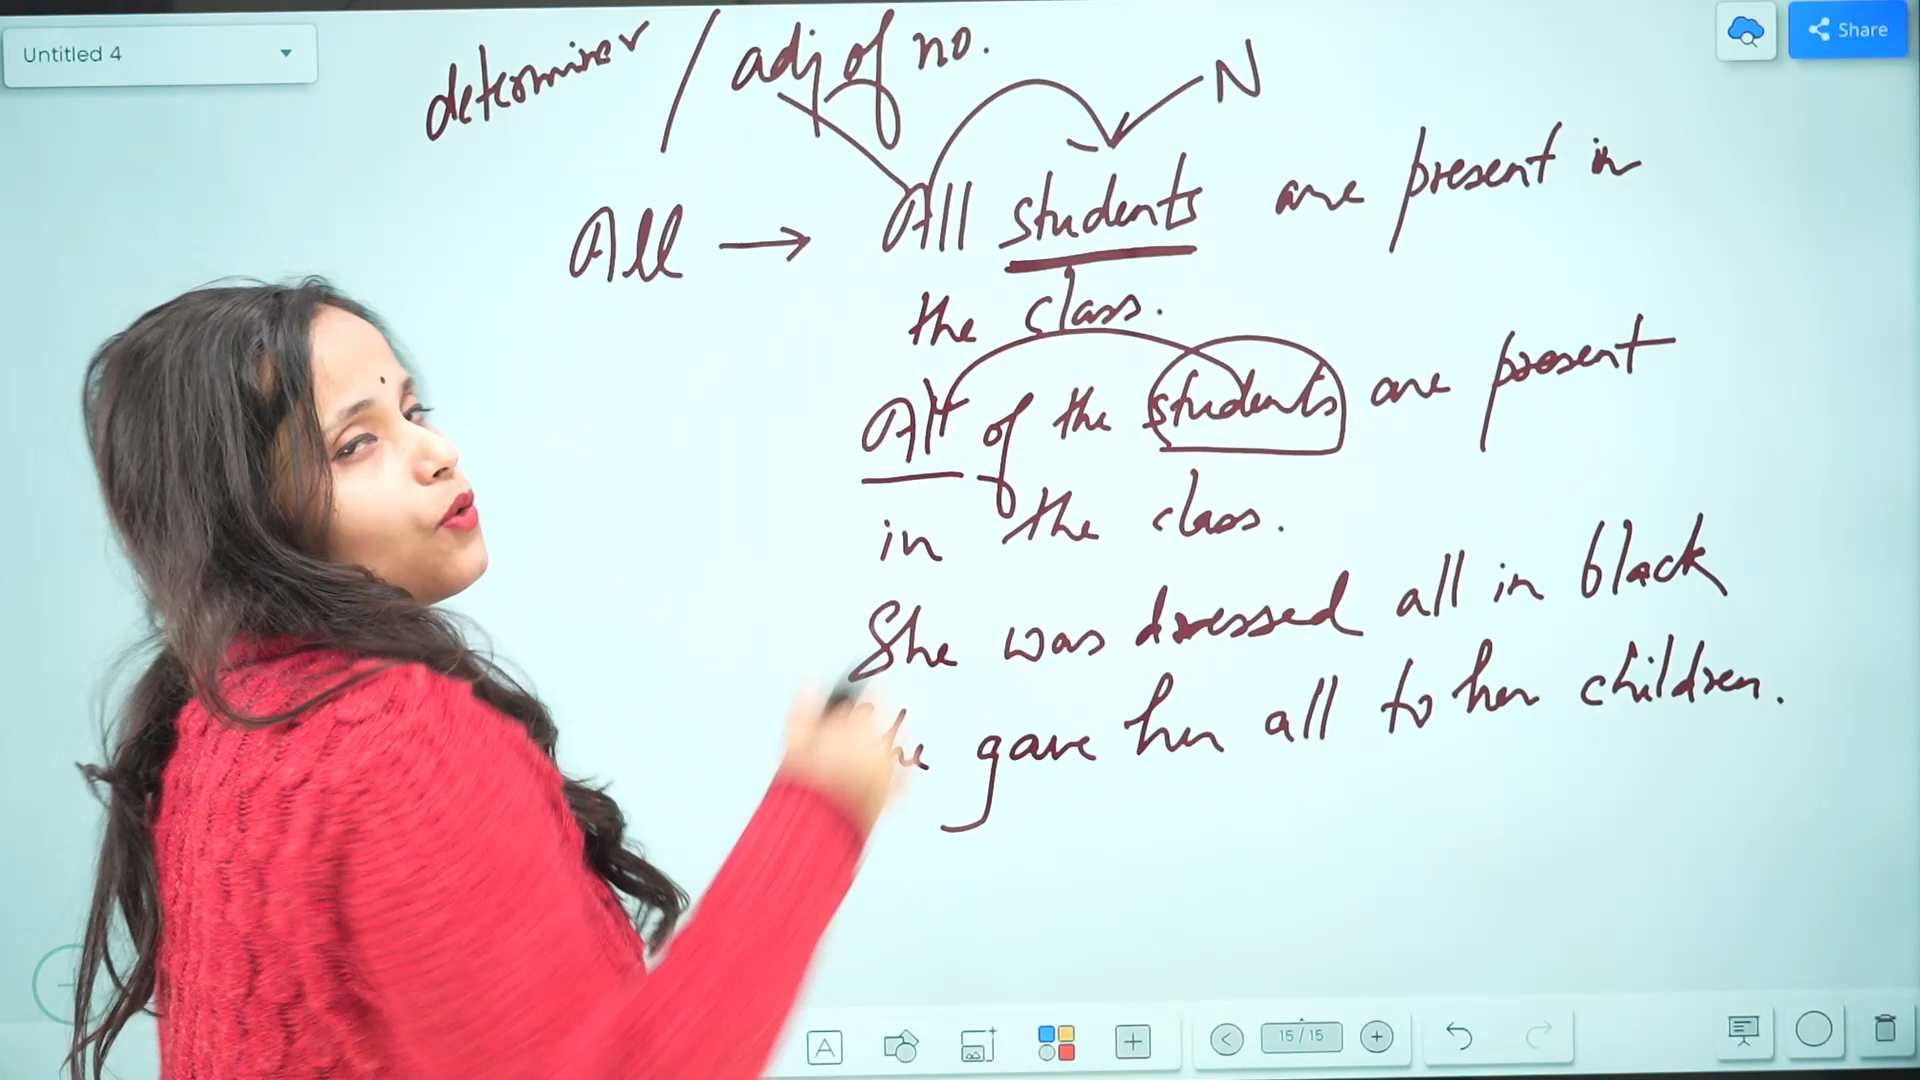 Untitled 4
Share
determiner / adj of no.
N
All → All students are present in
the class.
All of the students are present
in the class.
She was dressed all in black
She gave her all to her children.
A
15 / 15